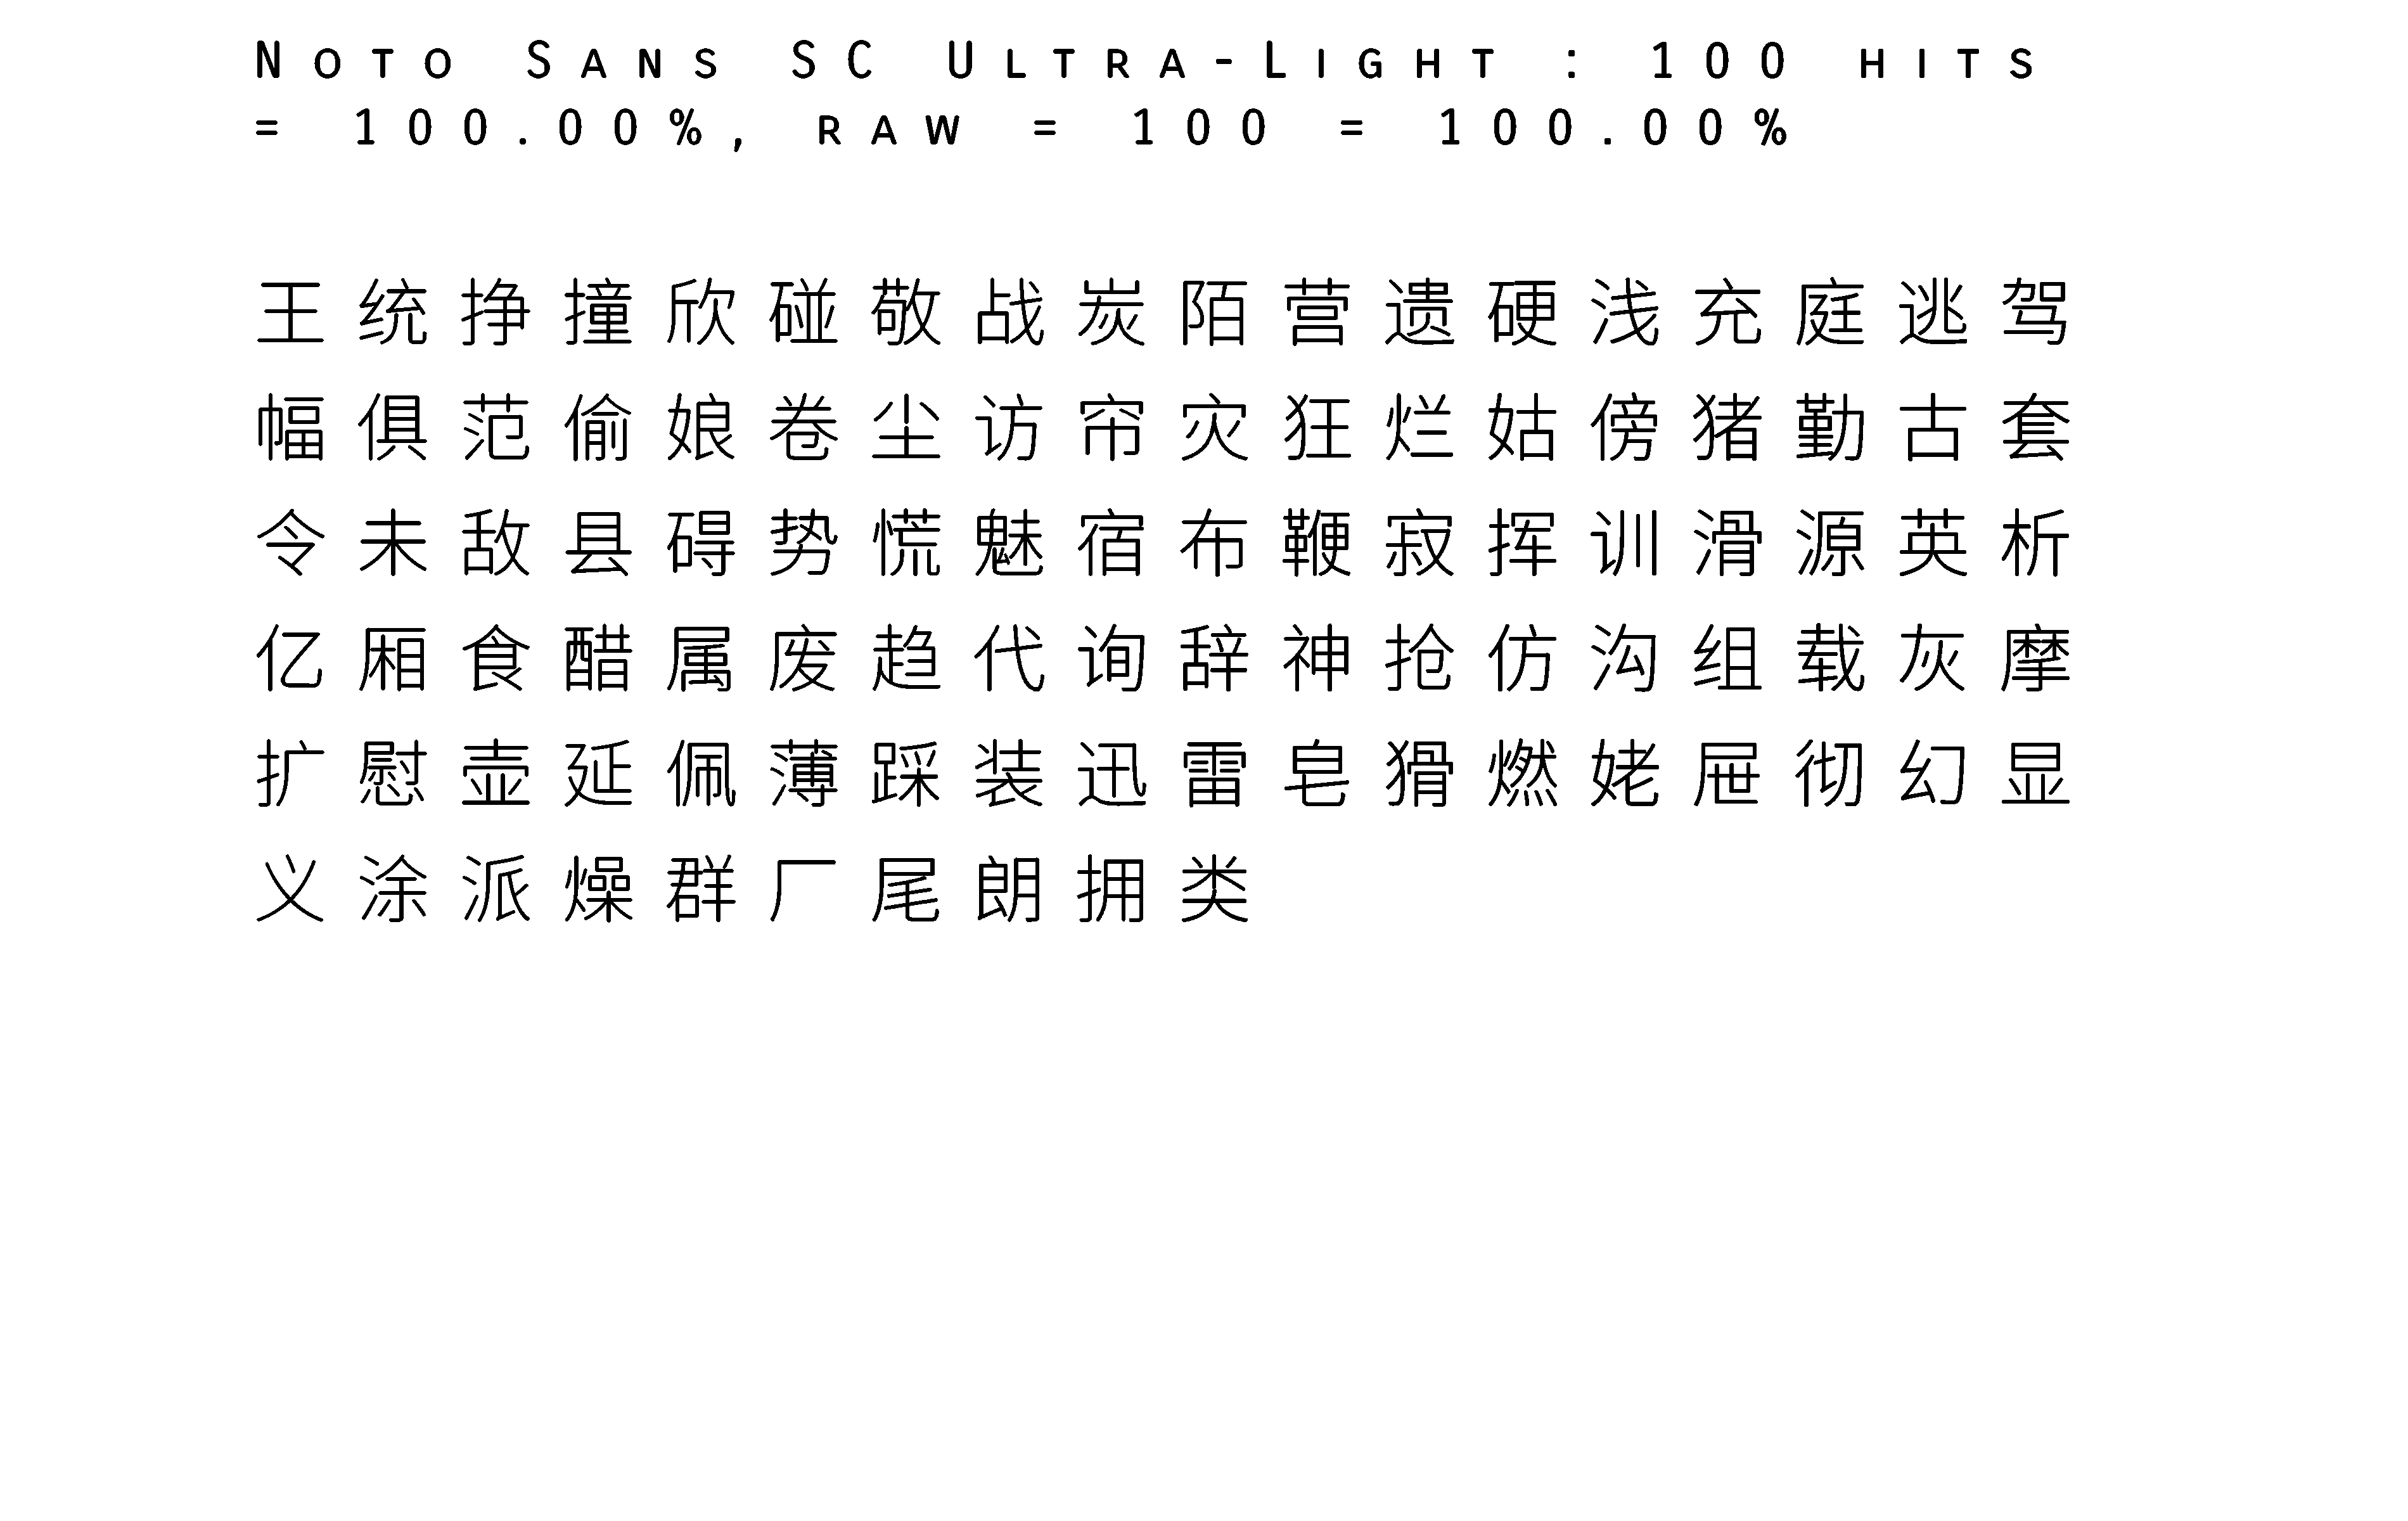 Noto Sans SC Ultra-Light : 100 hits
= 100.00%, raw = 100 = 100.00%
王统挣撞欣碰敬战炭陌营遗硬浅充庭逃驾
幅俱范偷娘卷尘访帘灾狂烂姑傍猪勤古套
令未敌县碍势慌魅宿布鞭寂挥训滑源英析
亿厢食醋属废趋代询辞神抢仿沟组载灰摩
扩慰壶延佩薄踩装迅雷皂猾燃姥屉彻幻显
义涂派燥群厂尾朗拥类